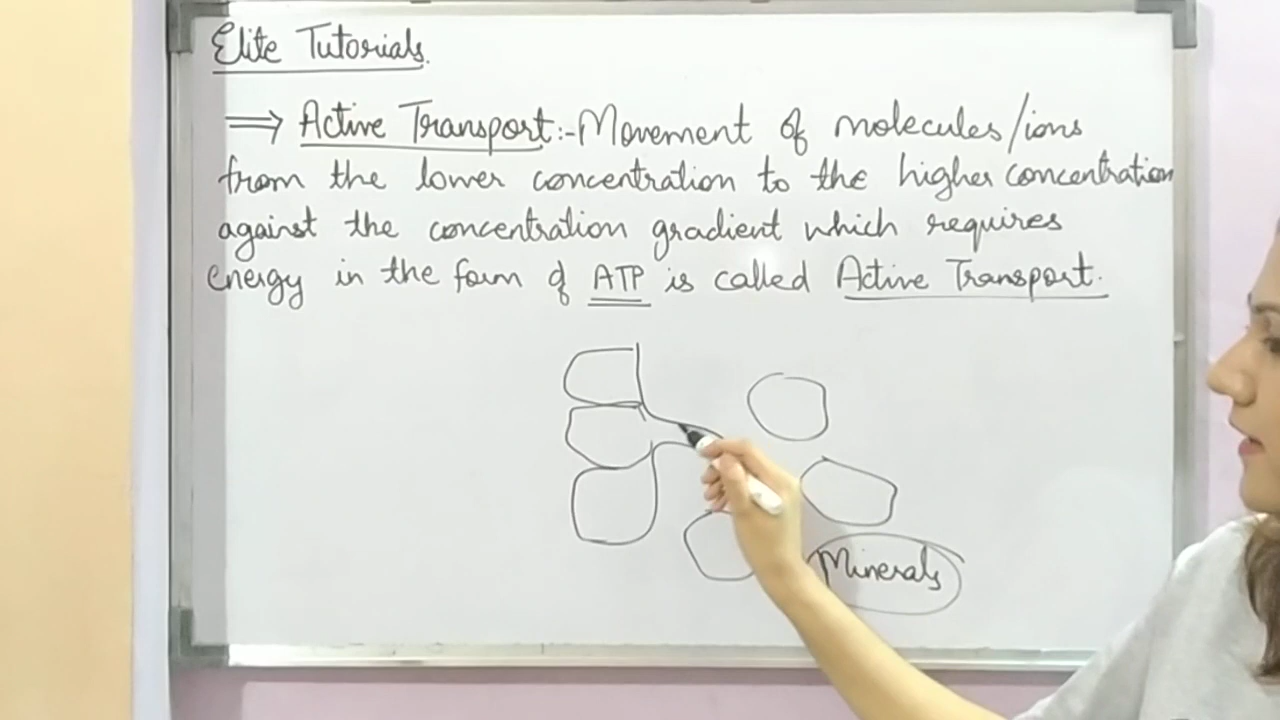 Elite Tutorials.
⇒ Active Transport:- Movement of molecules/ions
from the lower concentration to the higher concentration
against the concentration gradient which requires
energy in the form of ATP is called Active Transport.
Minerals